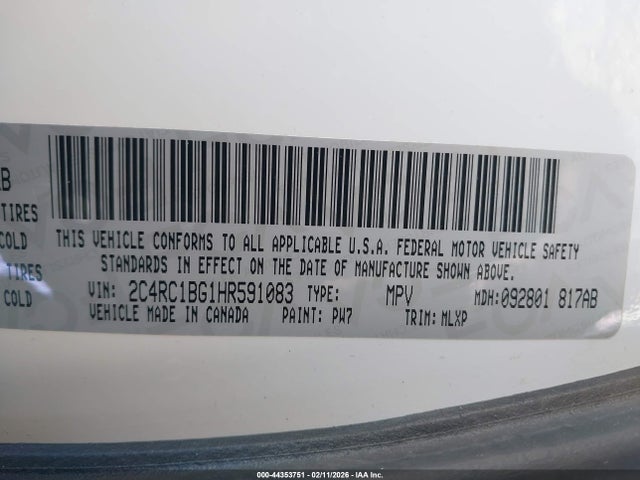 B
TIRES
COLD
TIRES
COLD
THIS VEHICLE CONFORMS TO ALL APPLICABLE U.S.A. FEDERAL MOTOR VEHICLE SAFETY
STANDARDS IN EFFECT ON THE DATE OF MANUFACTURE SHOWN ABOVE.
VIN: 2C4RC1BG1HR591083 TYPE: MPV MDH:092801 817AB
VEHICLE MADE IN CANADA PAINT: PW7 TRIM: MLXP
000-44353751 - 02/11/2026 - IAA Inc.